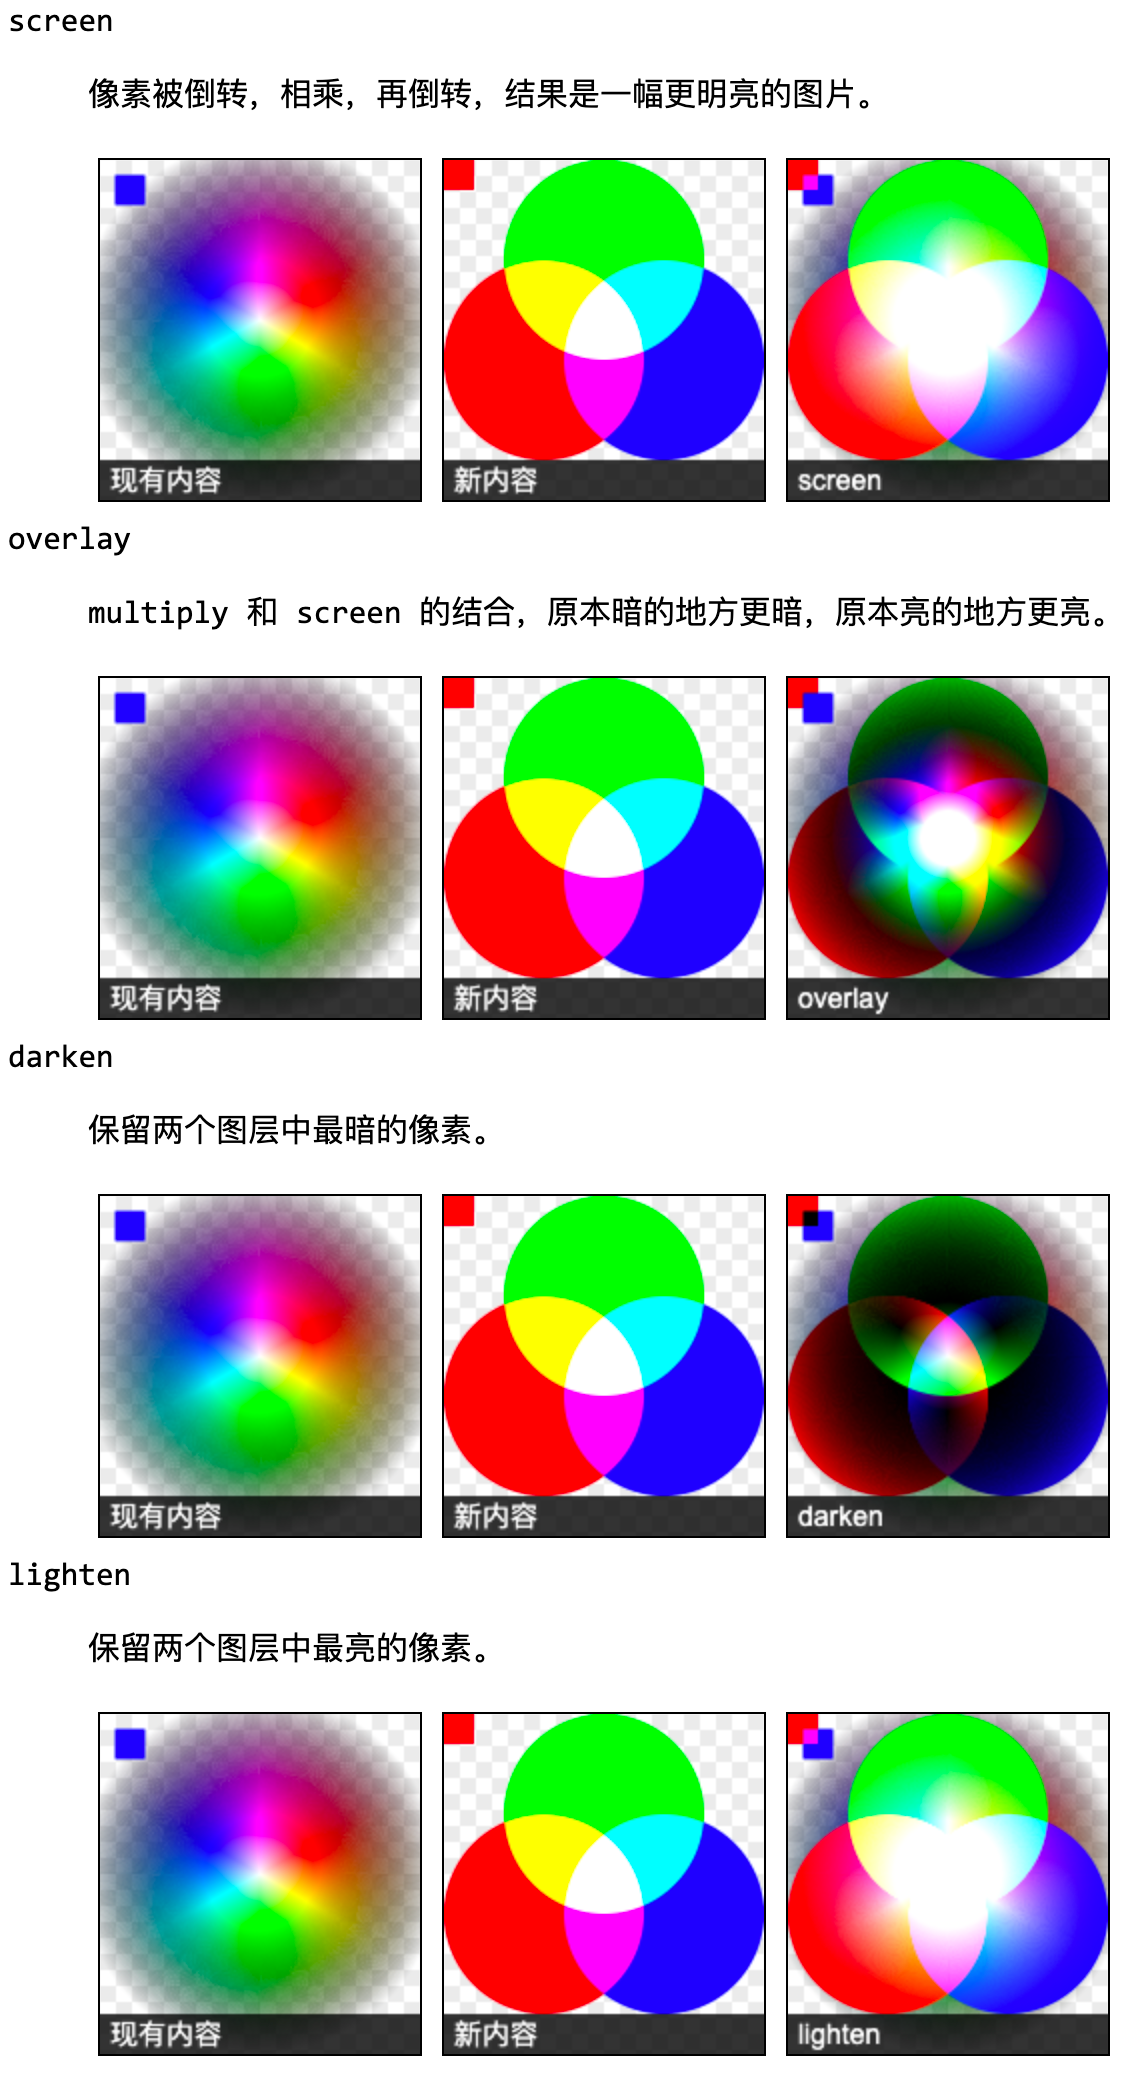 screen
像素被倒转，相乘，再倒转，结果是一幅更明亮的图片。
现有内容
新内容
screen
overlay
multiply 和 screen 的结合，原本暗的地方更暗，原本亮的地方更亮。
现有内容
新内容
overlay
darken
保留两个图层中最暗的像素。
现有内容
新内容
darken
lighten
保留两个图层中最亮的像素。
现有内容
新内容
lighten